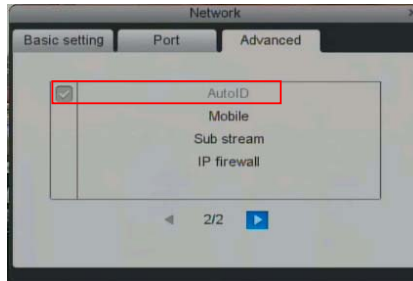 Network
Basic setting Port Advanced
AutoID
Mobile
Sub stream
IP firewall
2/2